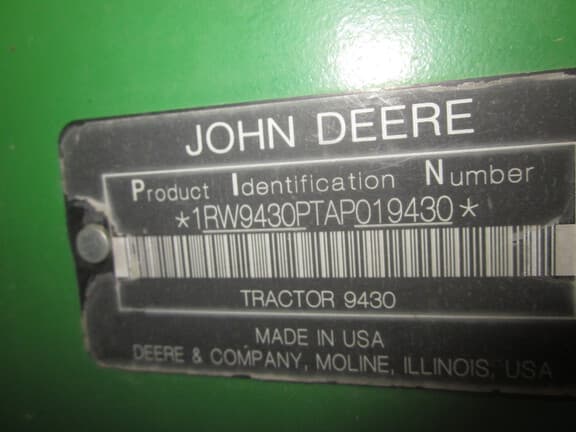 JOHN DEERE
Product Identification Number
*1RW9430PTAP019430*
TRACTOR 9430
MADE IN USA
DEERE & COMPANY, MOLINE, ILLINOIS, USA